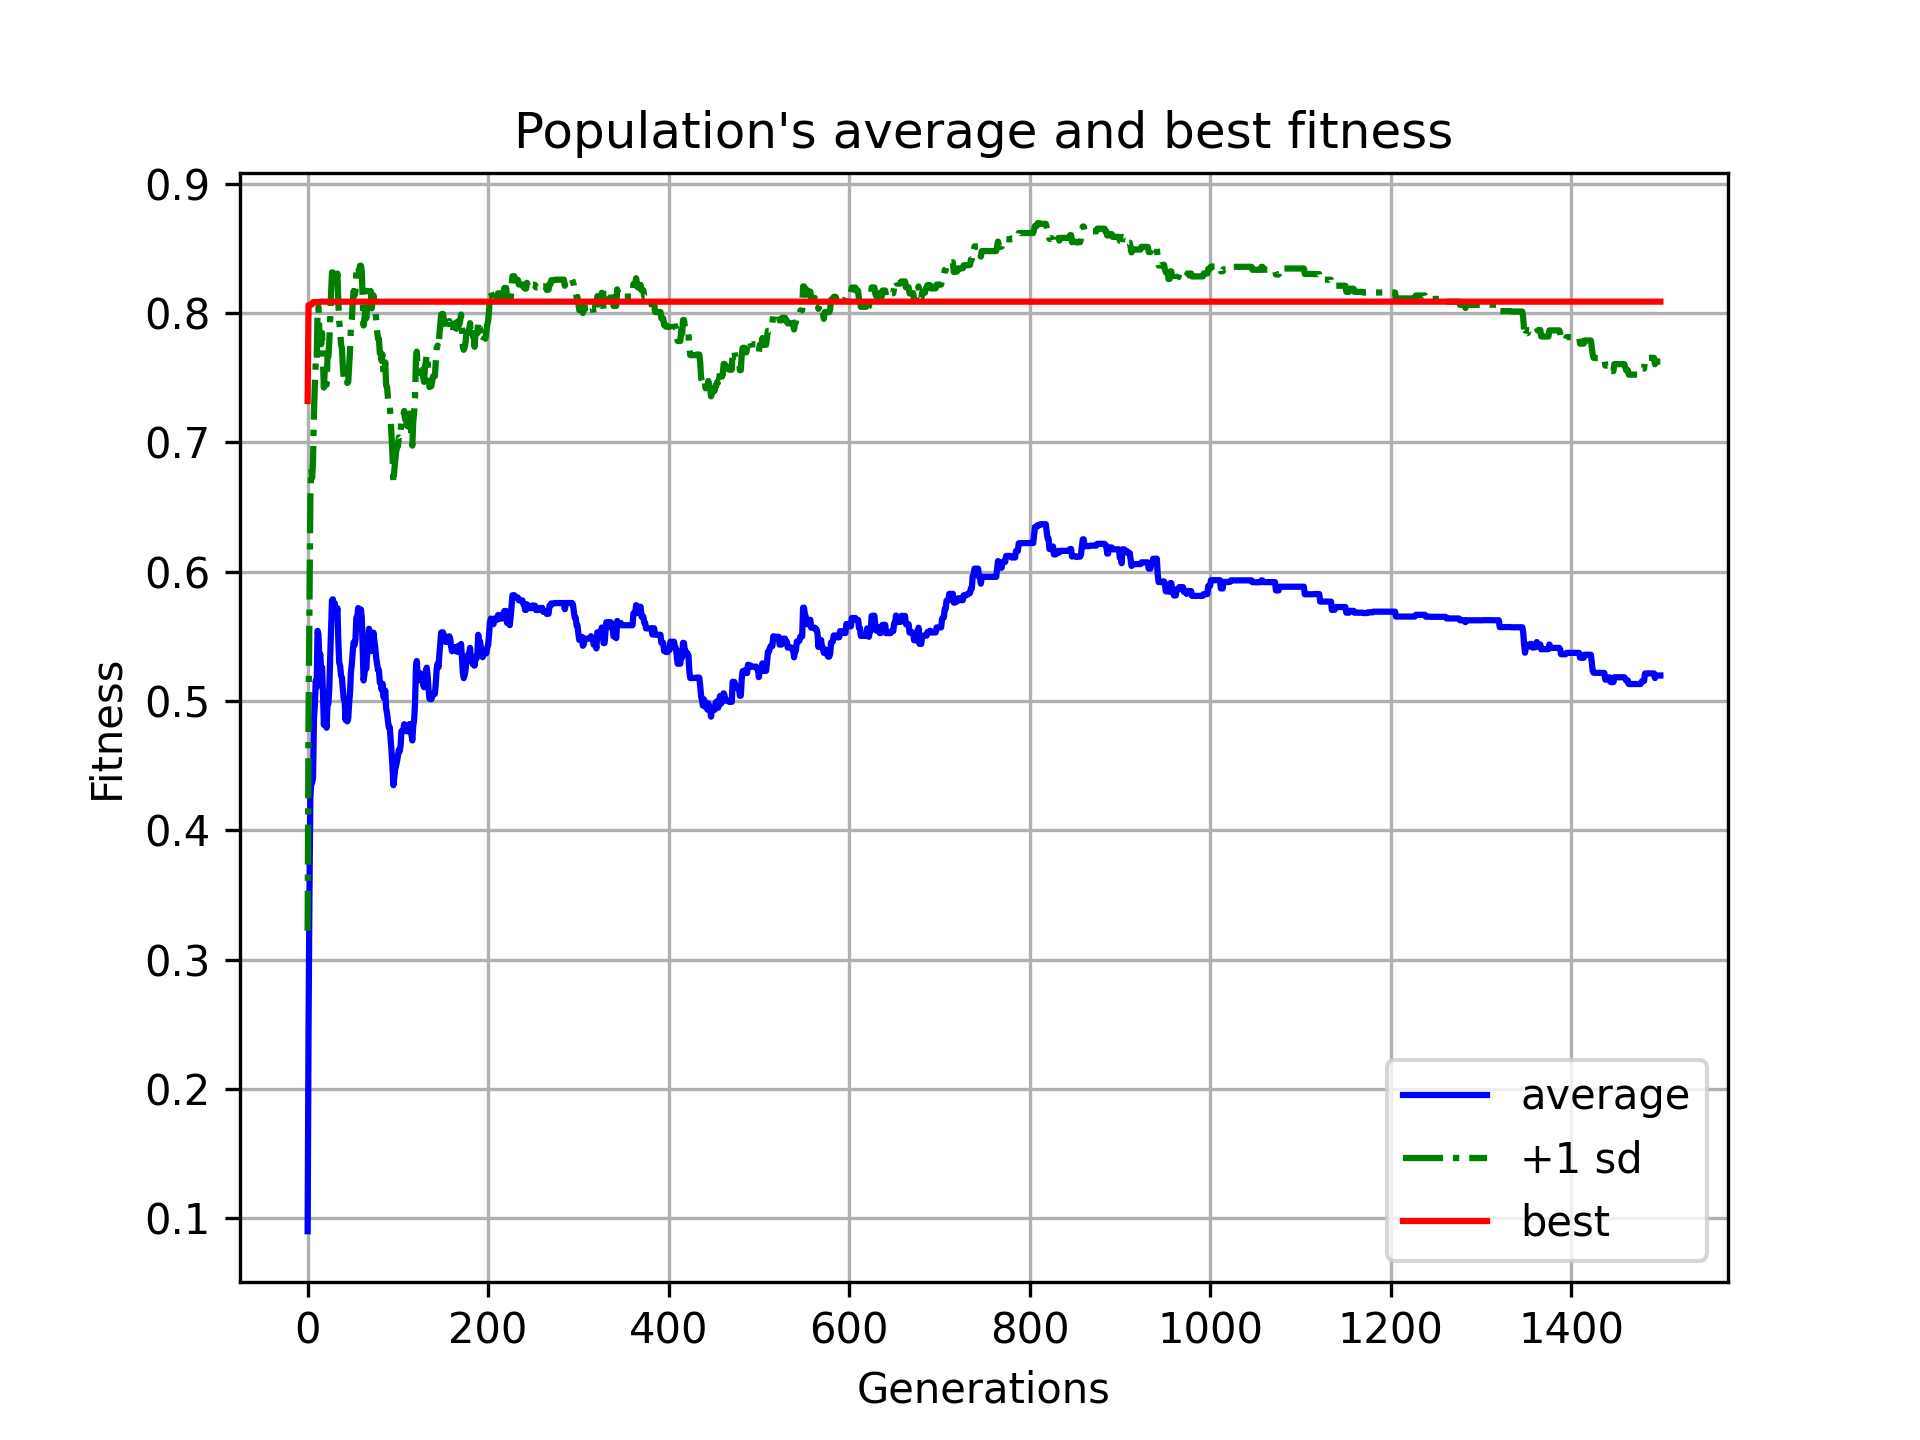 Population's average and best fitness
0.9
0.8
0.7
0.6
0.5
0.4
0.3
0.2
0.1
Fitness
average
+1 sd
best
0 200 400 600 800 1000 1200 1400
Generations